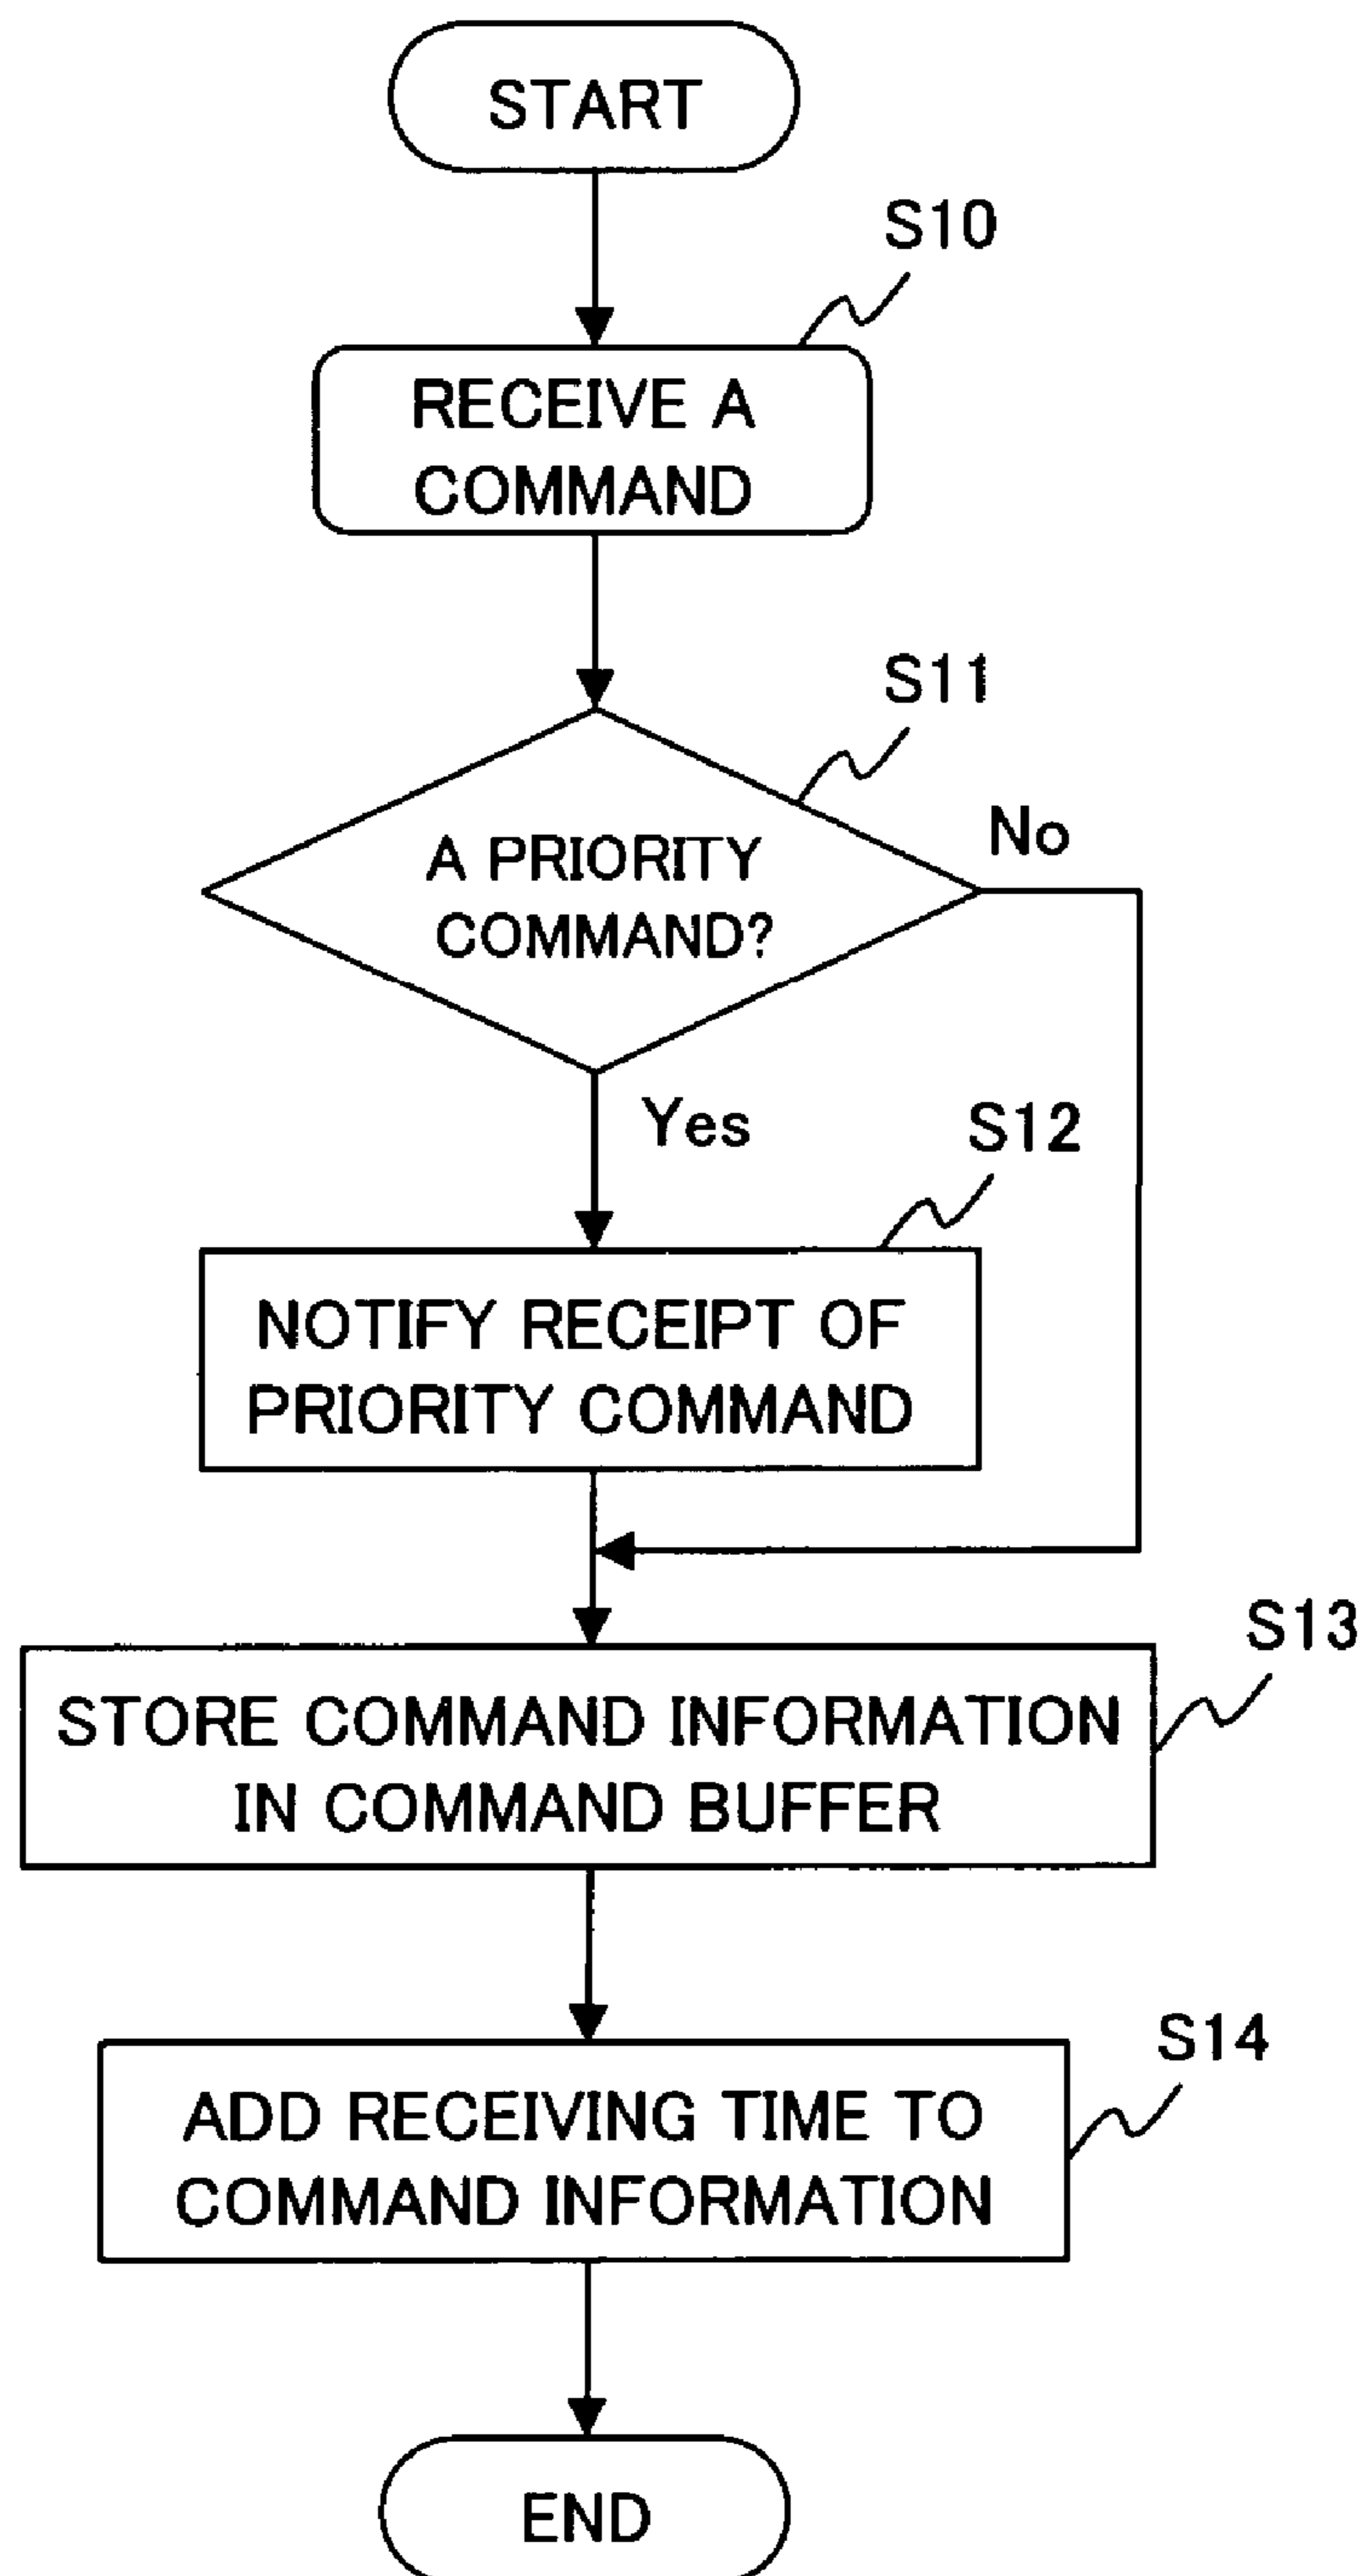 START
S10
RECEIVE A
COMMAND
S11
No
A PRIORITY
COMMAND?
Yes
S12
NOTIFY RECEIPT OF
PRIORITY COMMAND
S13
STORE COMMAND INFORMATION
IN COMMAND BUFFER
S14
ADD RECEIVING TIME TO
COMMAND INFORMATION
END